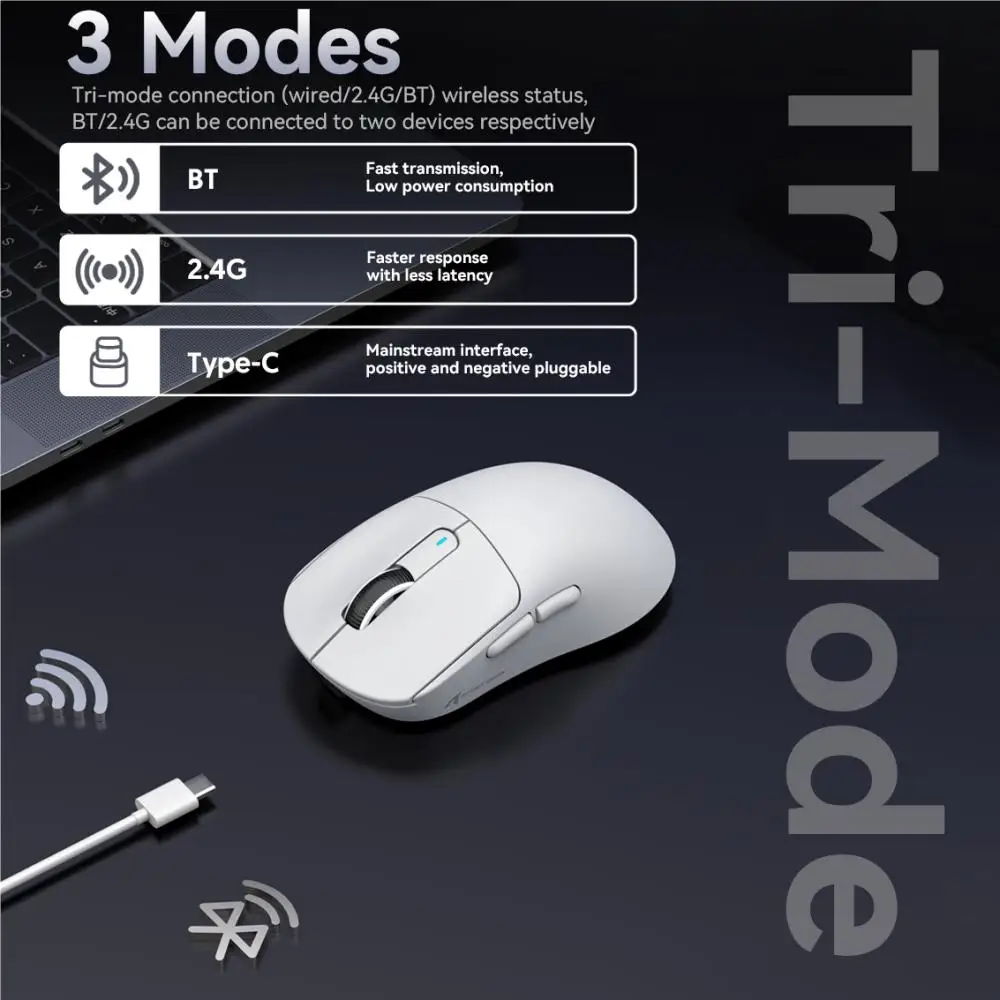 3 Modes
Tri-mode connection (wired/2.4G/BT) wireless status,
BT/2.4G can be connected to two devices respectively
BT
Fast transmission,
Low power consumption
2.4G
Faster response
with less latency
Type-C
Mainstream interface,
positive and negative pluggable
Tri-Mode